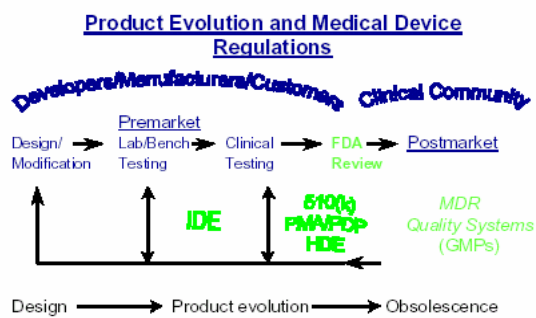 Product Evolution and Medical Device
Regulations
Developers/Manufacturers/Customers Clinical Community
Premarket
Design/ Lab/Bench Clinical FDA Postmarket
Modification Testing Testing Review
IDE
510(k)
PMA/PDP
HDE
MDR
Quality Systems
(GMPs)
Design Product evolution Obsolescence